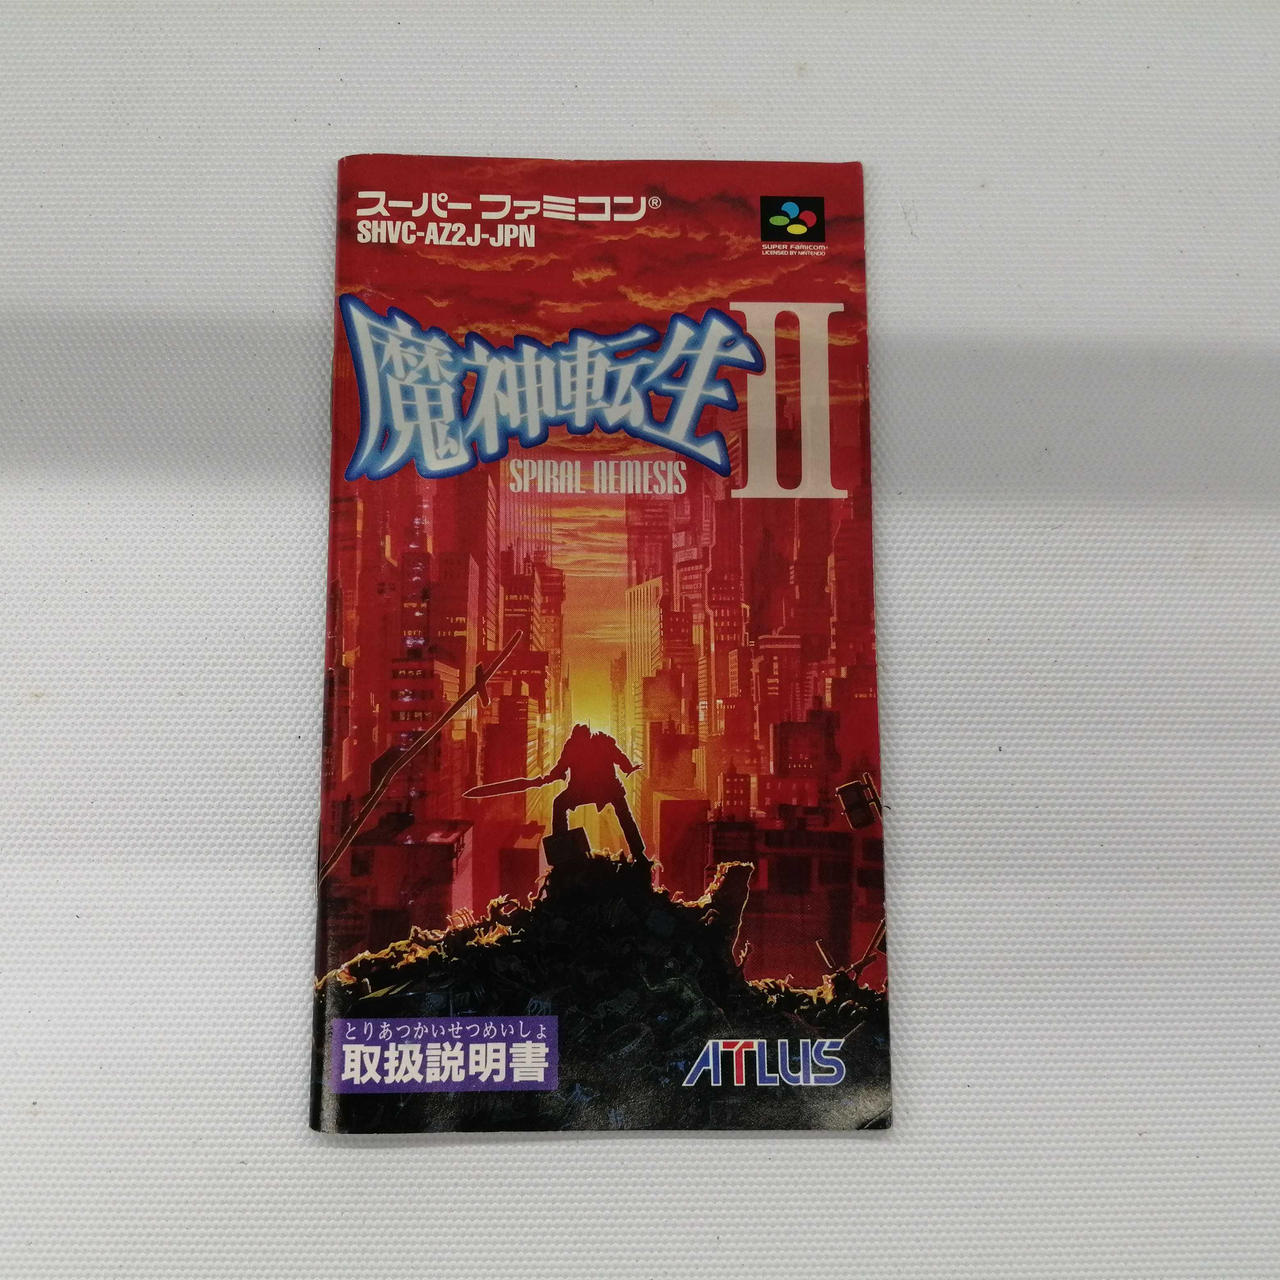 スーパーファミコン®
SHVC-AZ2J-JPN
SUPER FAMICOM®
LICENSED BY NINTENDO
魔神転生II
SPIRAL NEMESIS
とりあつかいせつめいしょ
取扱説明書
ATLUS